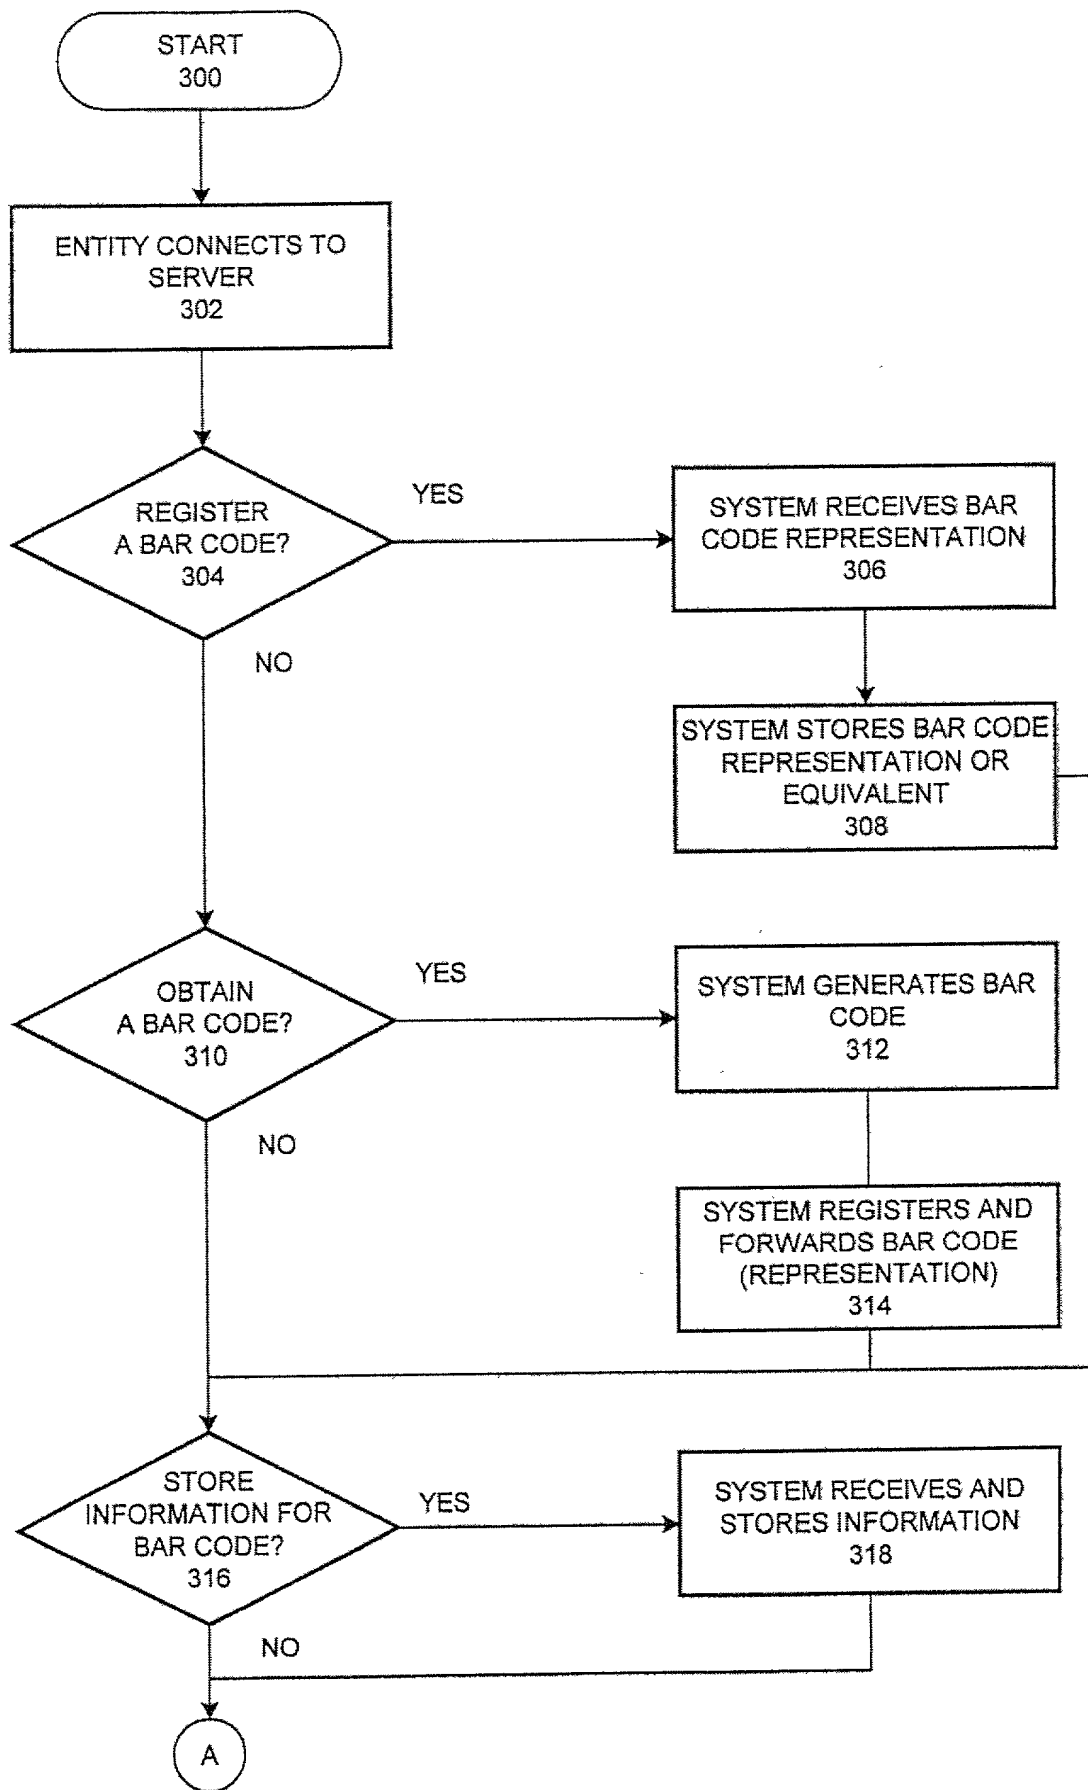 START
300
ENTITY CONNECTS TO
SERVER
302
REGISTER
A BAR CODE?
304
YES
NO
SYSTEM RECEIVES BAR
CODE REPRESENTATION
306
SYSTEM STORES BAR CODE
REPRESENTATION OR
EQUIVALENT
308
OBTAIN
A BAR CODE?
310
YES
NO
SYSTEM GENERATES BAR
CODE
312
SYSTEM REGISTERS AND
FORWARDS BAR CODE
(REPRESENTATION)
314
STORE
INFORMATION FOR
BAR CODE?
316
YES
NO
SYSTEM RECEIVES AND
STORES INFORMATION
318
A